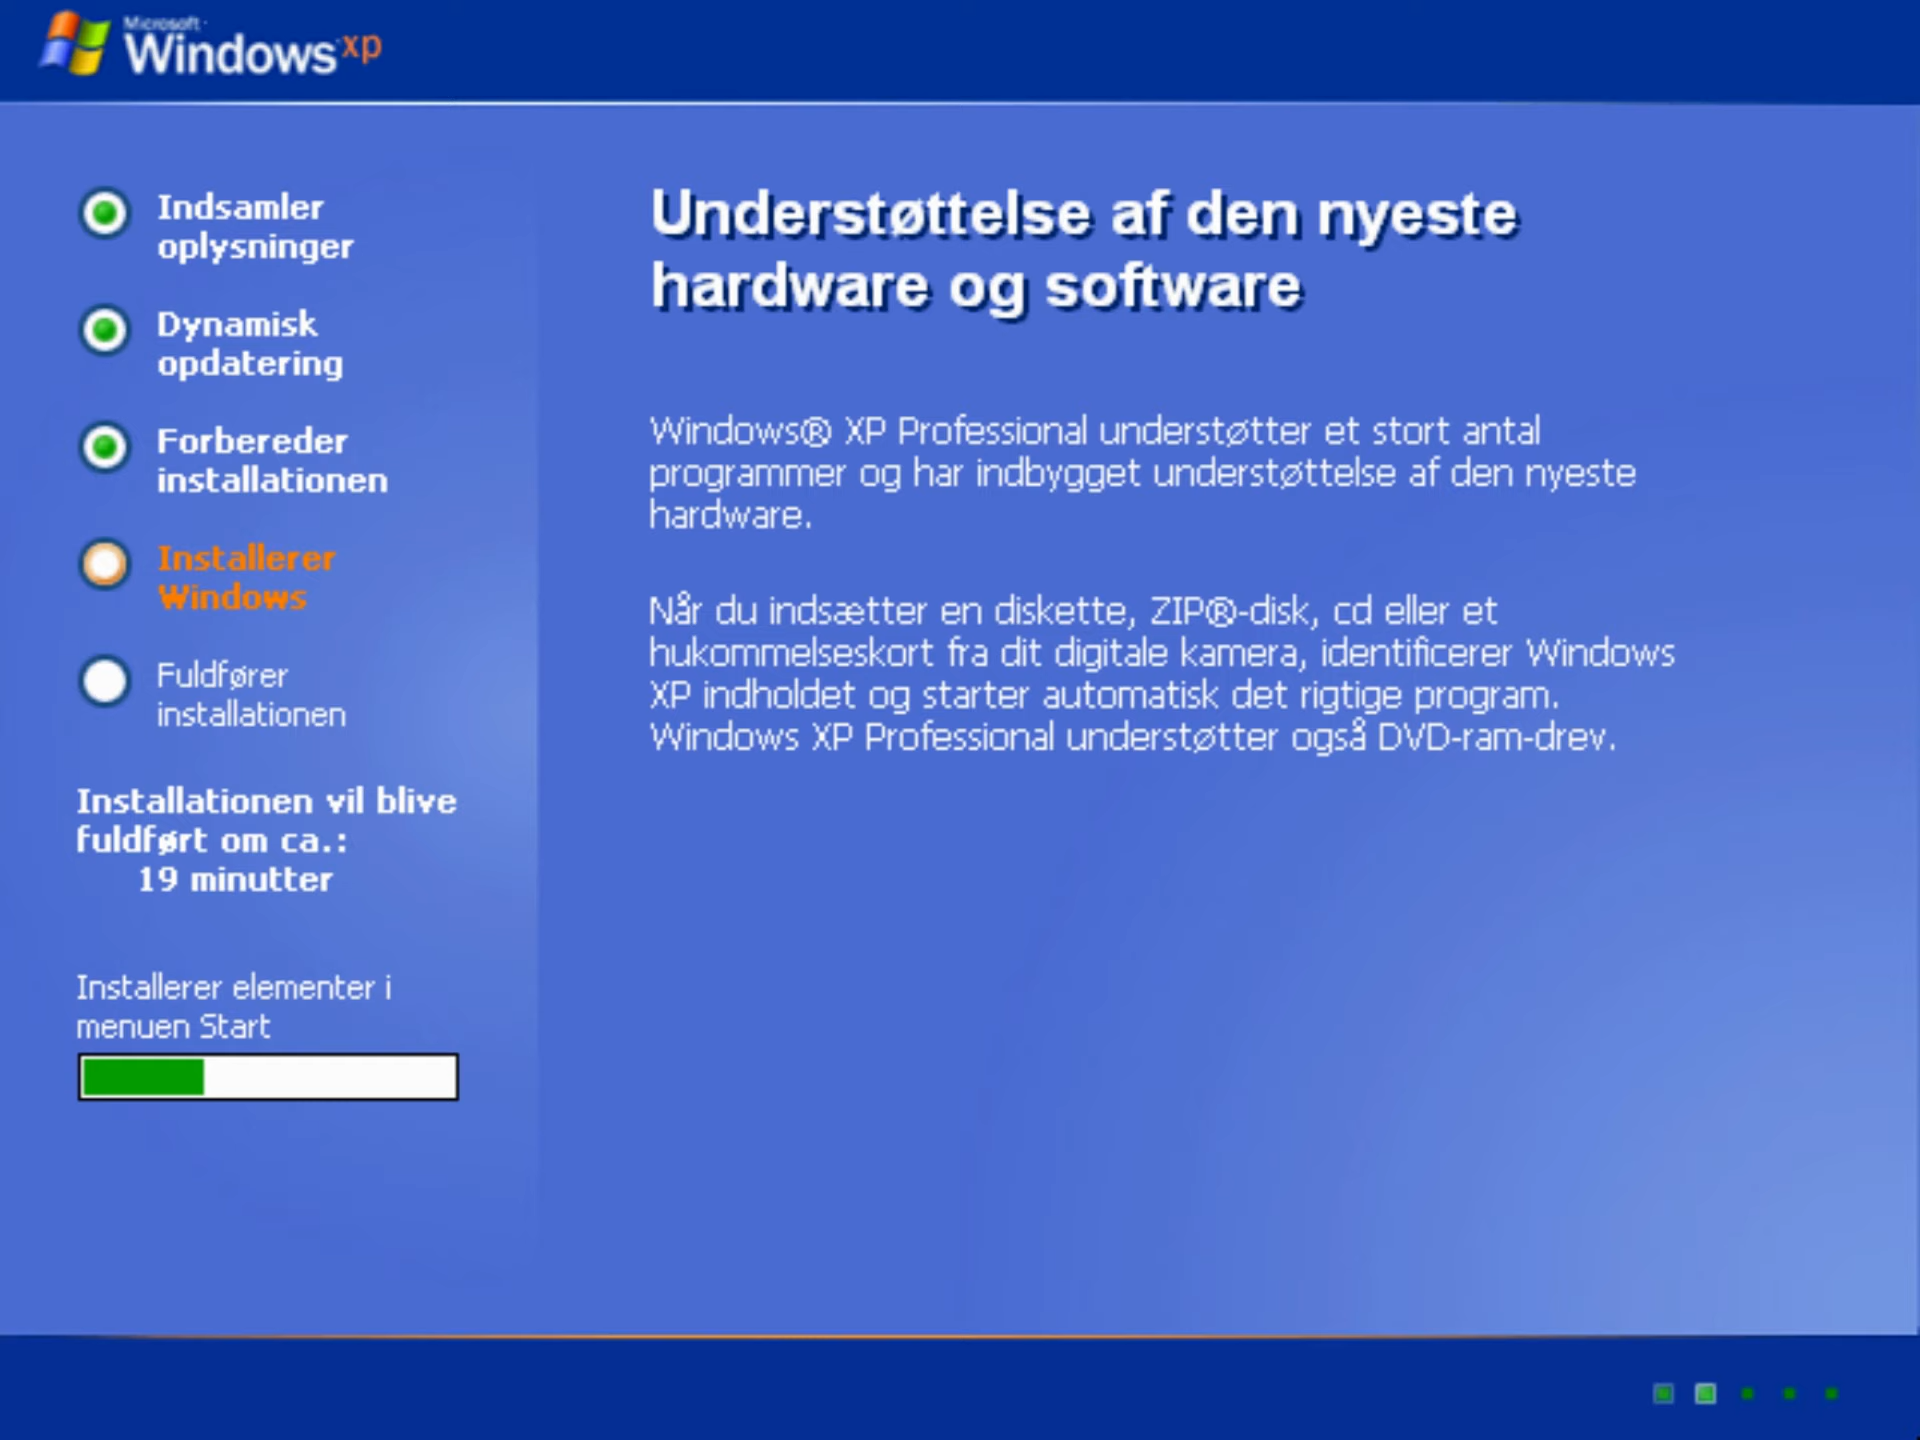 Microsoft
Windows xp
Indsamler
oplysninger
Dynamisk
opdatering
Forbereder
installationen
Installerer
Windows
Fuldfører
installationen
Installationen vil blive
fuldført om ca.:
19 minutter
Installerer elementer i
menuen Start
Understøttelse af den nyeste
hardware og software
Windows® XP Professional understøtter et stort antal
programmer og har indbygget understøttelse af den nyeste
hardware.
Når du indsætter en diskette, ZIP®-disk, cd eller et
hukommelseskort fra dit digitale kamera, identificerer Windows
XP indholdet og starter automatisk det rigtige program.
Windows XP Professional understøtter også DVD-ram-drev.